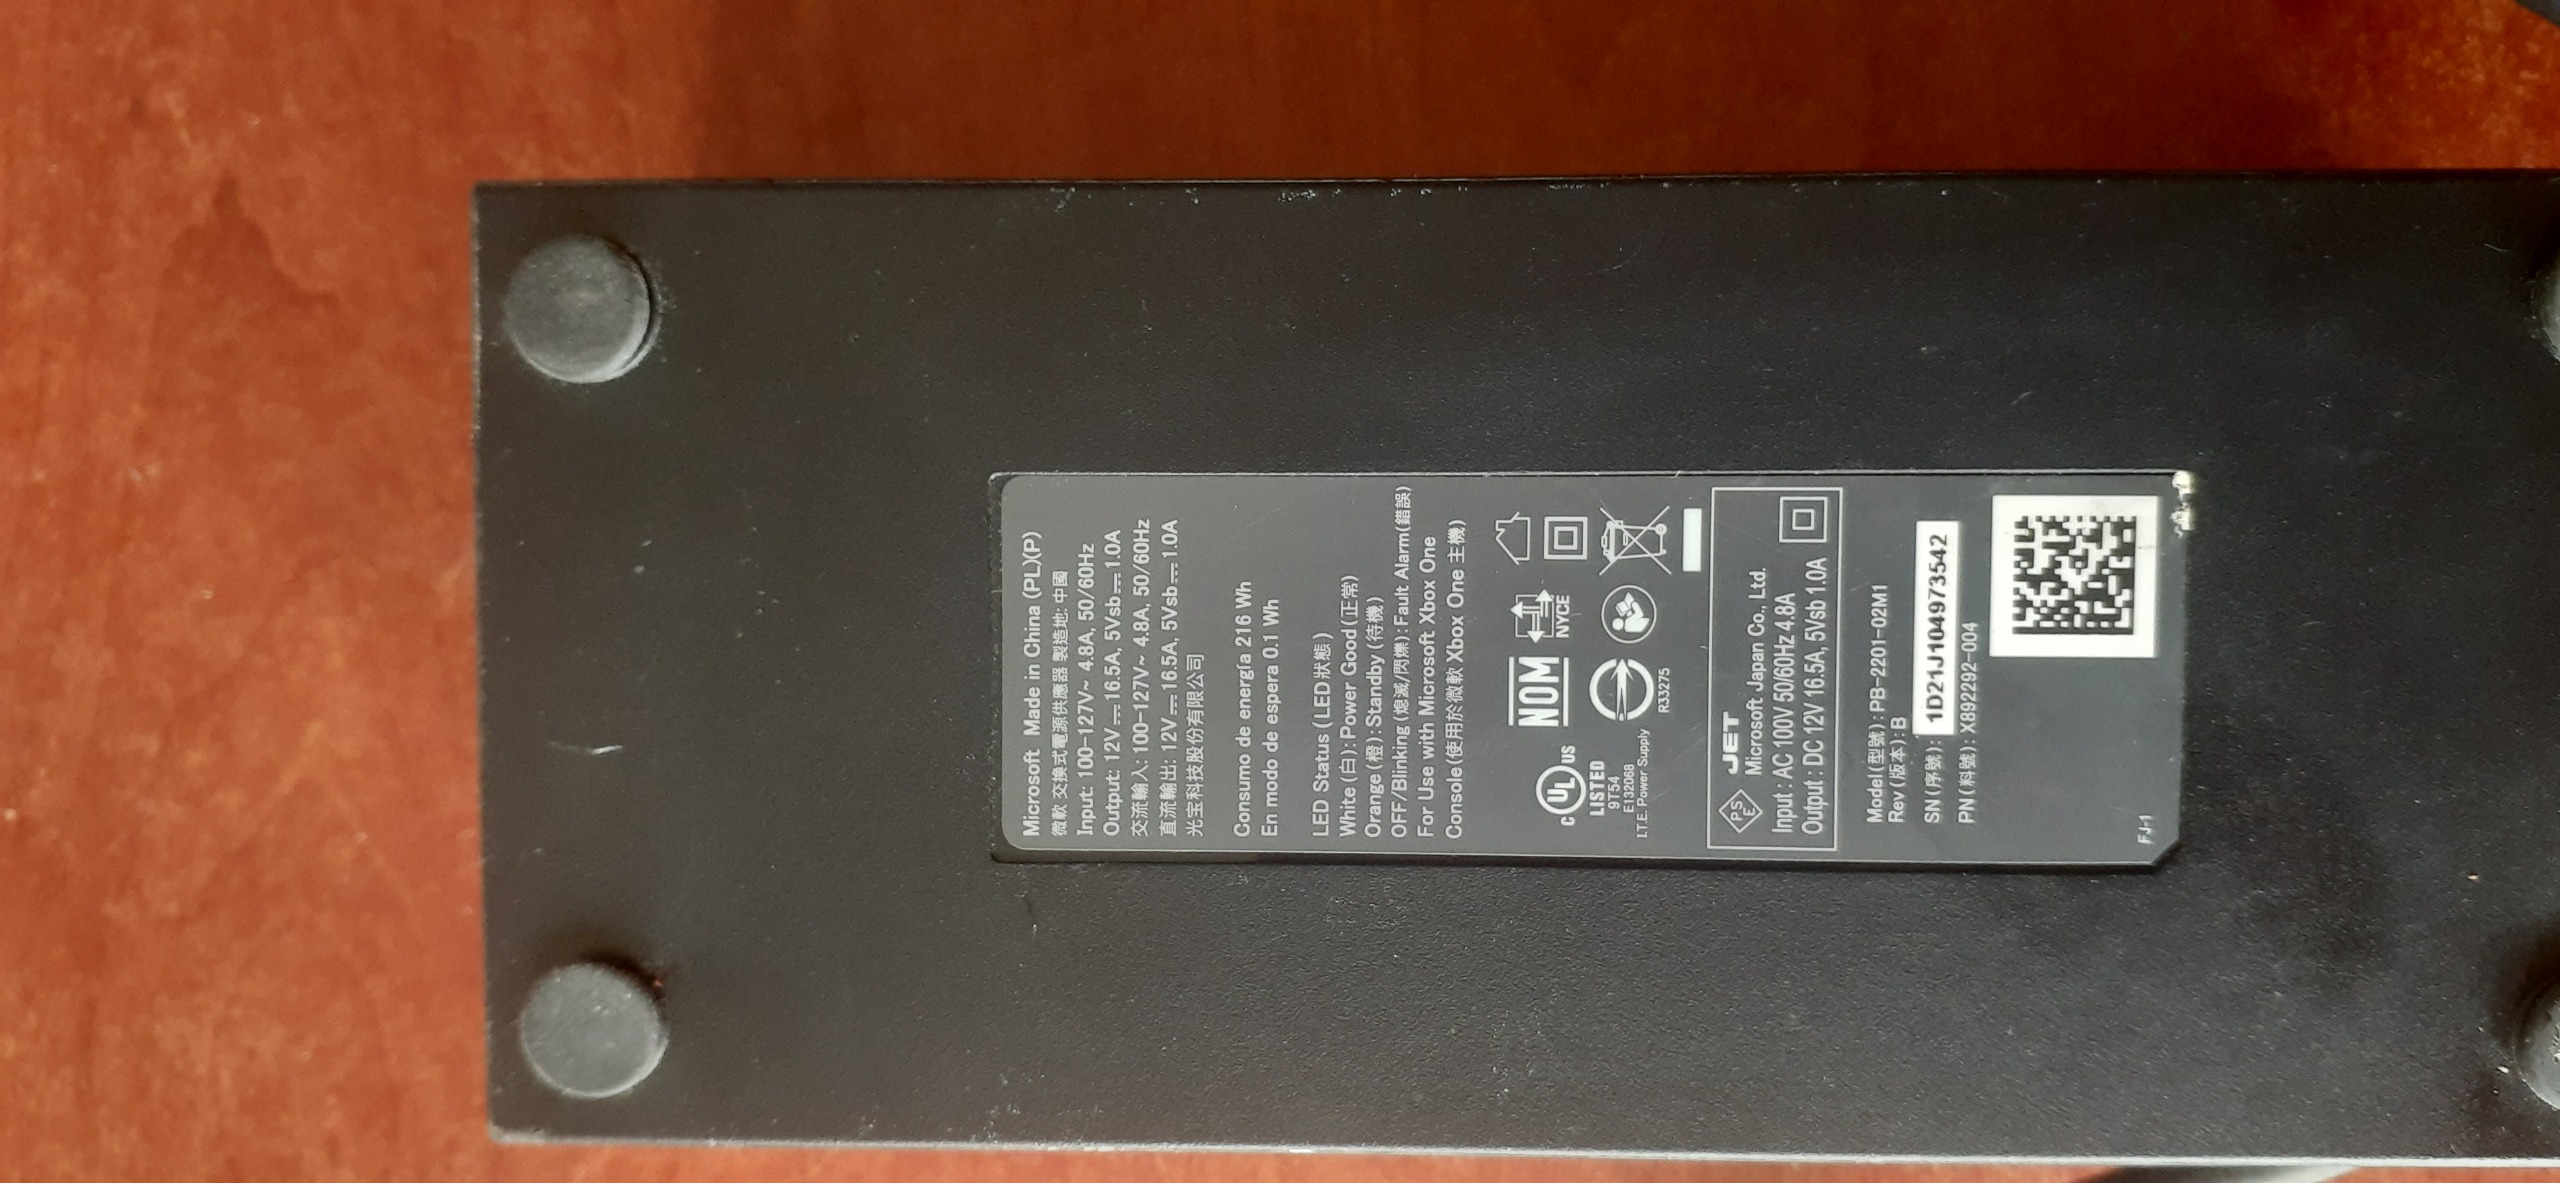 Microsoft Made in China (PL)(P)
微軟 交換式電源供應器 製造地: 中國
Input: 100-127V~ 4.8A, 50/60Hz
Output: 12V⎓16.5A, 5Vsb⎓1.0A
交流輸入: 100-127V~ 4.8A, 50/60Hz
直流輸出: 12V⎓16.5A, 5Vsb⎓1.0A
光宝科技股份有限公司
Consumo de energía 216 Wh
En modo de espera 0.1 Wh
LED Status (LED狀態)
White (白): Power Good (正常)
Orange (橙): Standby (待機)
OFF/Blinking (熄滅/閃爍): Fault Alarm (錯誤)
For Use with Microsoft Xbox One
Console (使用於微軟 Xbox One 主機)
c UL US
LISTED
9T54
E132068
I.T.E. Power Supply
NOM
NYCE
R33275
PS E
JET
Microsoft Japan Co., Ltd.
Input : AC 100V 50/60Hz 4.8A
Output : DC 12V 16.5A, 5Vsb 1.0A
Model (型號) : PB-2201-02M1
Rev (版本) : B
SN (序號) : 1D21J104973542
PN (料號) : X892292-004
FJ-1